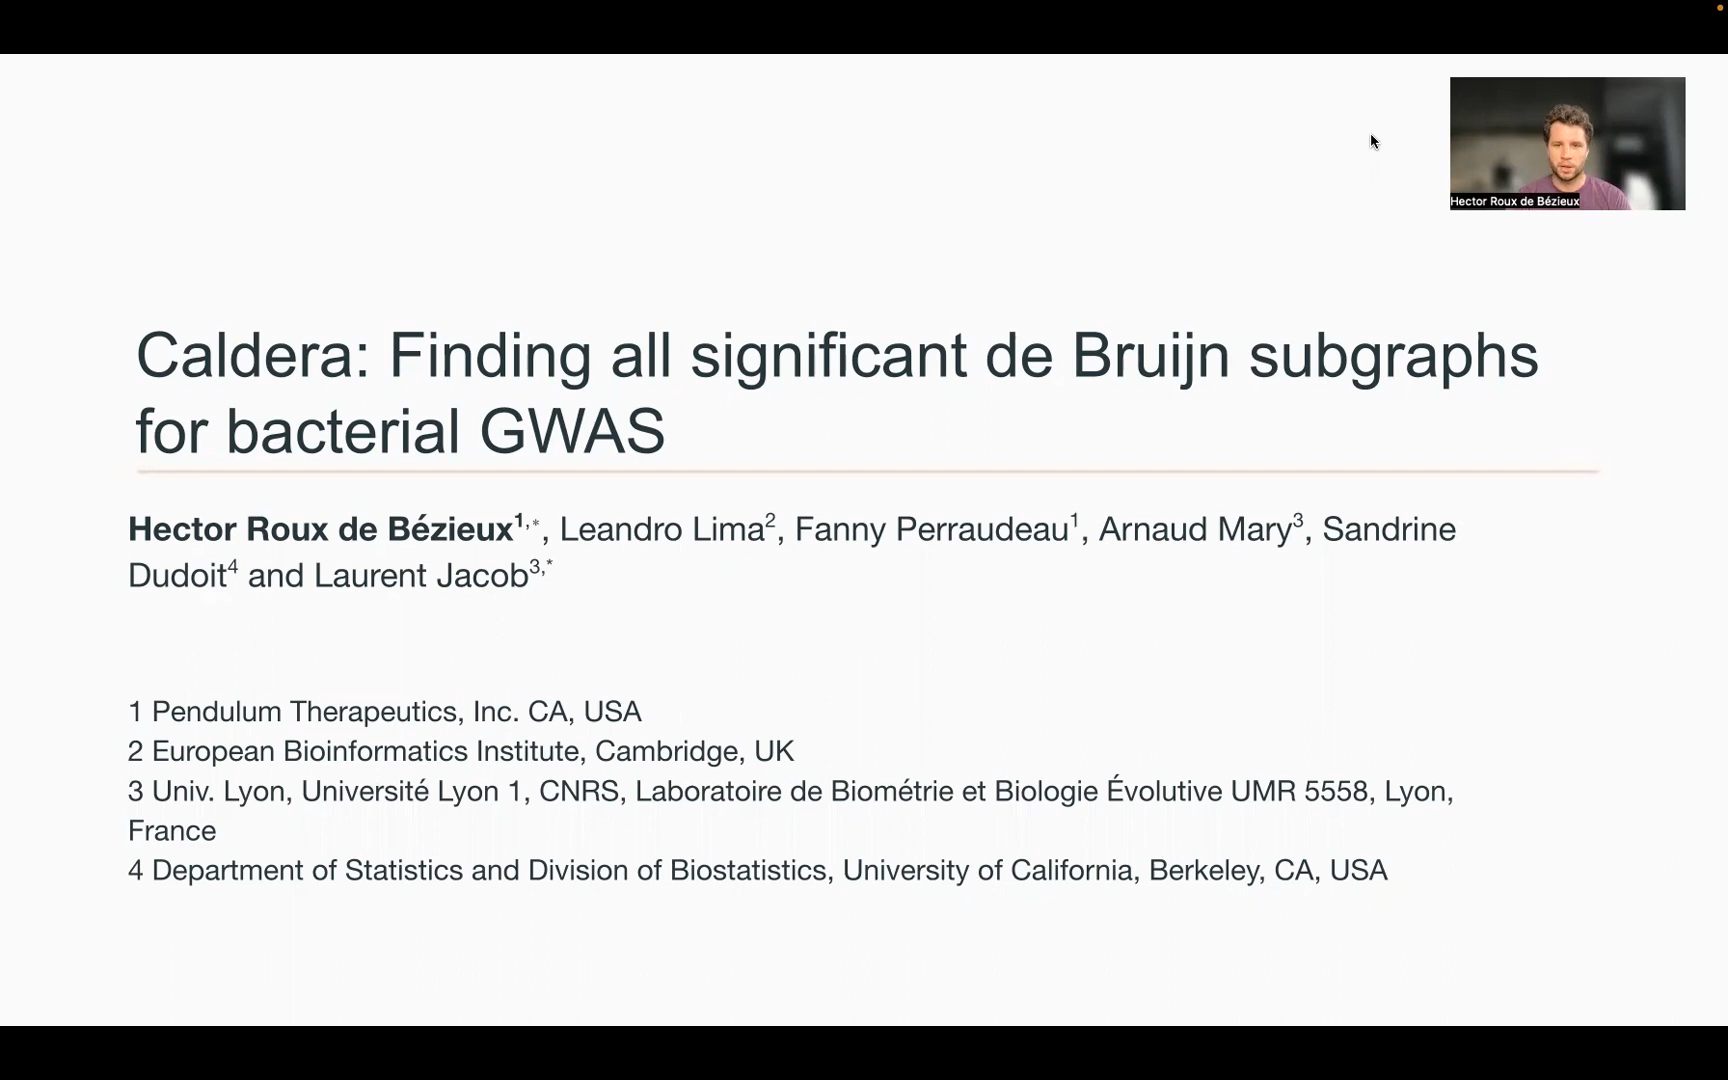 Hector Roux de Bézieux
Caldera: Finding all significant de Bruijn subgraphs
for bacterial GWAS
Hector Roux de Bézieux¹,*, Leandro Lima², Fanny Perraudeau¹, Arnaud Mary³, Sandrine
Dudoit⁴ and Laurent Jacob³,*
1 Pendulum Therapeutics, Inc. CA, USA
2 European Bioinformatics Institute, Cambridge, UK
3 Univ. Lyon, Université Lyon 1, CNRS, Laboratoire de Biométrie et Biologie Évolutive UMR 5558, Lyon,
France
4 Department of Statistics and Division of Biostatistics, University of California, Berkeley, CA, USA